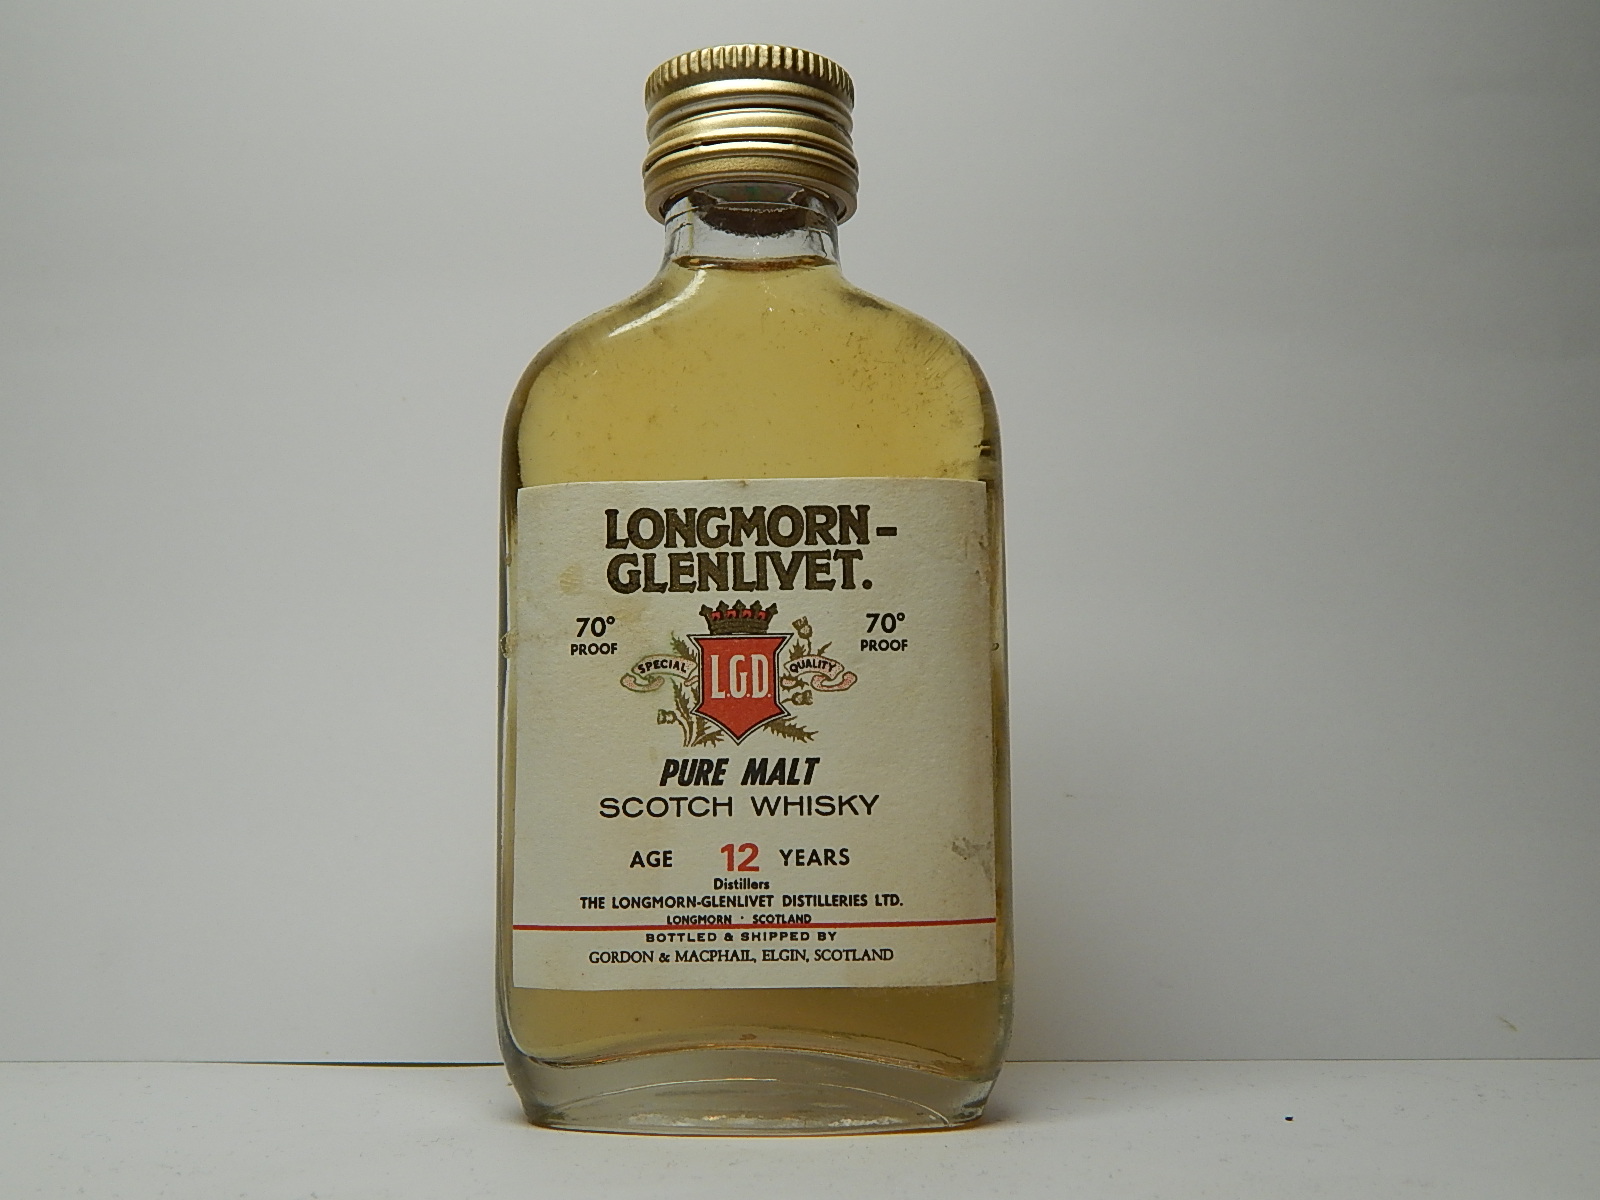 LONGMORN-
GLENLIVET.
70° PROOF
70° PROOF
SPECIAL L.G.D. QUALITY
PURE MALT
SCOTCH WHISKY
AGE 12 YEARS
Distillers
THE LONGMORN-GLENLIVET DISTILLERIES LTD.
LONGMORN · SCOTLAND
BOTTLED & SHIPPED BY
GORDON & MACPHAIL, ELGIN, SCOTLAND